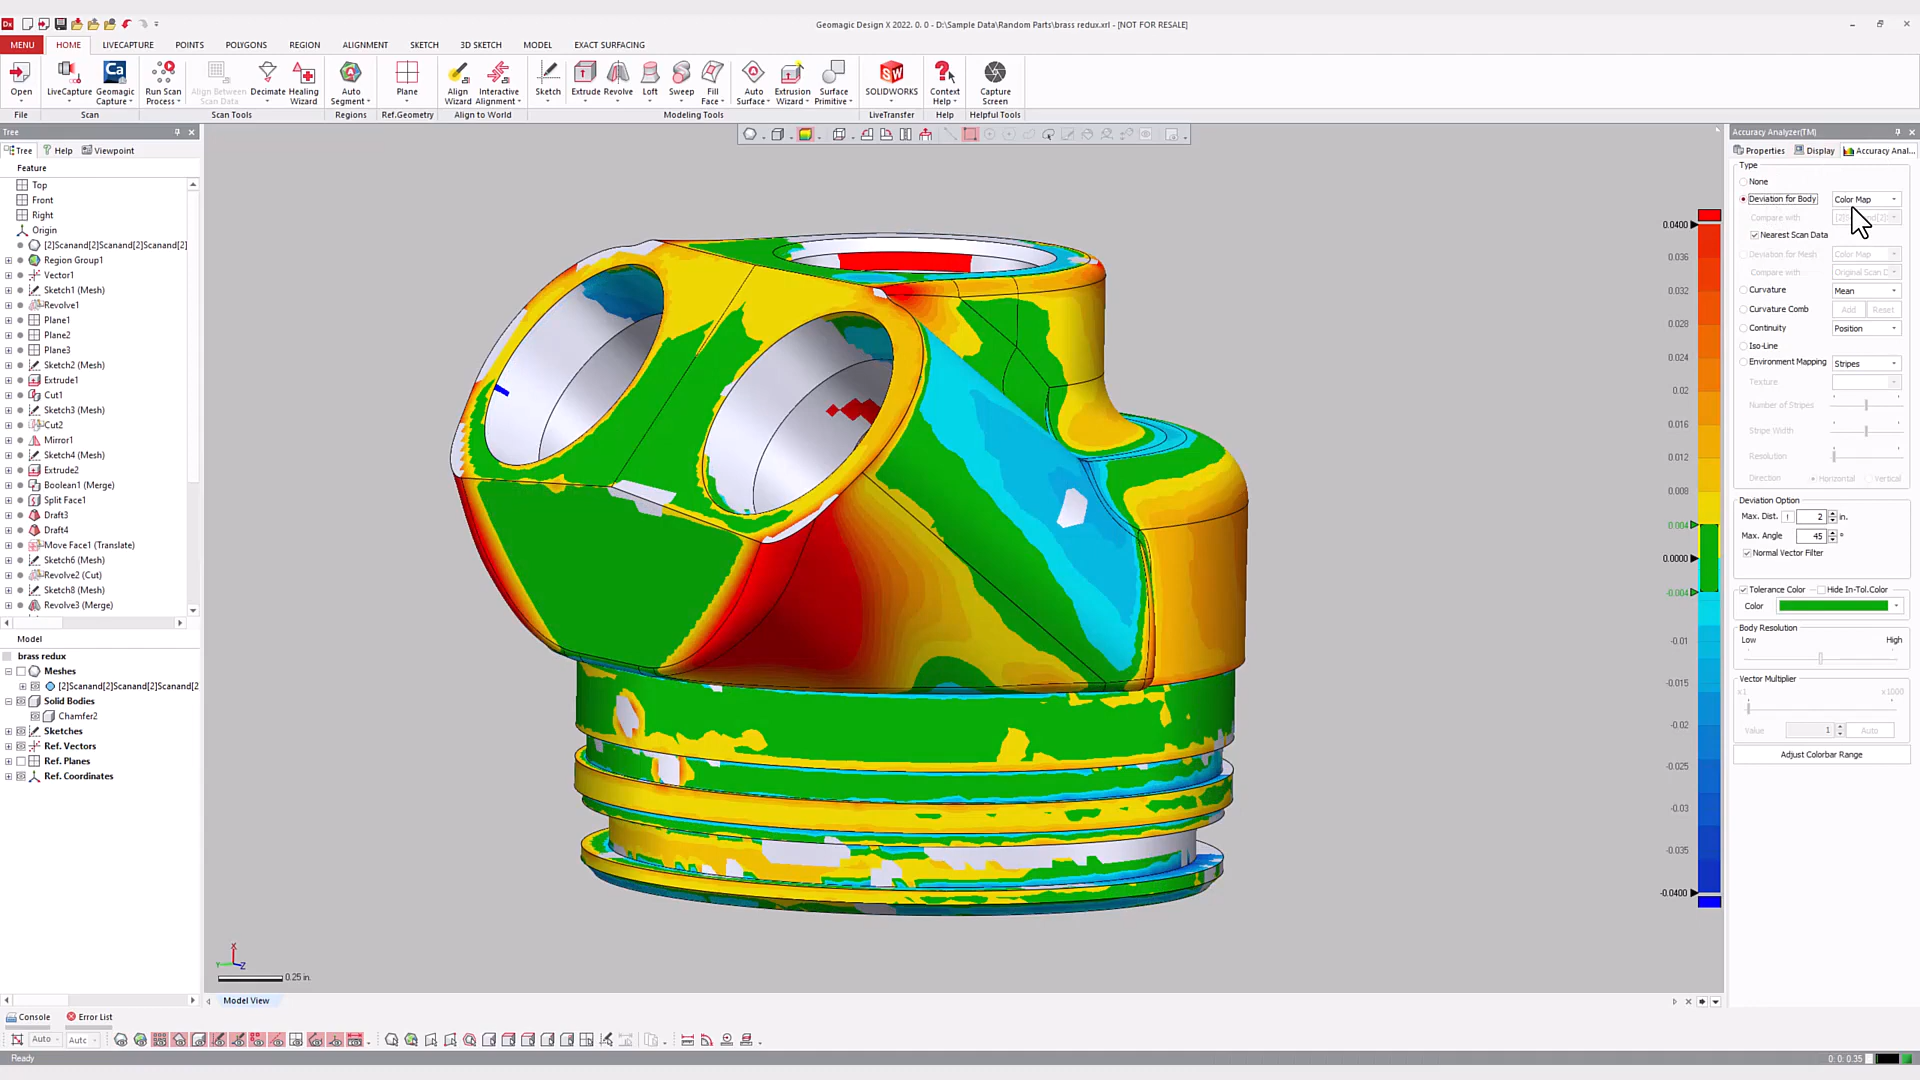 Dx Geomagic Design X 2022. 0. 0 - D:\Sample Data\Random Parts\brass redux.xrl - [NOT FOR RESALE]
MENU HOME LIVECAPTURE POINTS POLYGONS REGION ALIGNMENT SKETCH 3D SKETCH MODEL EXACT SURFACING
Open LiveCapture Geomagic Capture Run Scan Process Align Between Scan Data Decimate Healing Wizard Auto Segment Plane Align Wizard Interactive Alignment Sketch Extrude Revolve Loft Sweep Fill Face Auto Surface Extrusion Wizard Surface Primitive SOLIDWORKS Context Help Capture Screen
File Scan Scan Tools Regions Ref.Geometry Align to World Modeling Tools LiveTransfer Help Helpful Tools
Tree
Tree Help Viewpoint
Feature
Top
Front
Right
Origin
[2]Scanand[2]Scanand[2]Scanand[2]
Region Group1
Vector1
Sketch1 (Mesh)
Revolve1
Plane1
Plane2
Plane3
Sketch2 (Mesh)
Extrude1
Cut1
Sketch3 (Mesh)
Cut2
Mirror1
Sketch4 (Mesh)
Extrude2
Boolean1 (Merge)
Split Face1
Draft3
Draft4
Move Face1 (Translate)
Sketch6 (Mesh)
Revolve2 (Cut)
Sketch8 (Mesh)
Revolve3 (Merge)
Model
brass redux
Meshes
[2]Scanand[2]Scanand[2]Scanand[2
Solid Bodies
Chamfer2
Sketches
Ref. Vectors
Ref. Planes
Ref. Coordinates
X
Y Z
0.25 in.
0.0400
0.036
0.032
0.028
0.024
0.02
0.016
0.012
0.008
0.004
0.0000
-0.004
-0.01
-0.015
-0.02
-0.025
-0.03
-0.035
-0.0400
Accuracy Analyzer(TM)
Properties Display Accuracy Anal...
Type
None
Deviation for Body Color Map
Compare with
Nearest Scan Data
Deviation for Mesh Color Map
Compare with Original Scan D
Curvature Mean
Curvature Comb Add Reset
Continuity Position
Iso-Line
Environment Mapping Stripes
Texture
Number of Stripes
Stripe Width
Resolution
Direction Horizontal Vertical
Deviation Option
Max. Dist. ! 2 in.
Max. Angle 45 °
Normal Vector Filter
Tolerance Color Hide In-Tol.Color
Color
Body Resolution
Low High
Vector Multiplier
x1 x1000
Value 1 Auto
Adjust Colorbar Range
Model View
Console Error List
Auto Auto
Ready 0: 0: 0.35